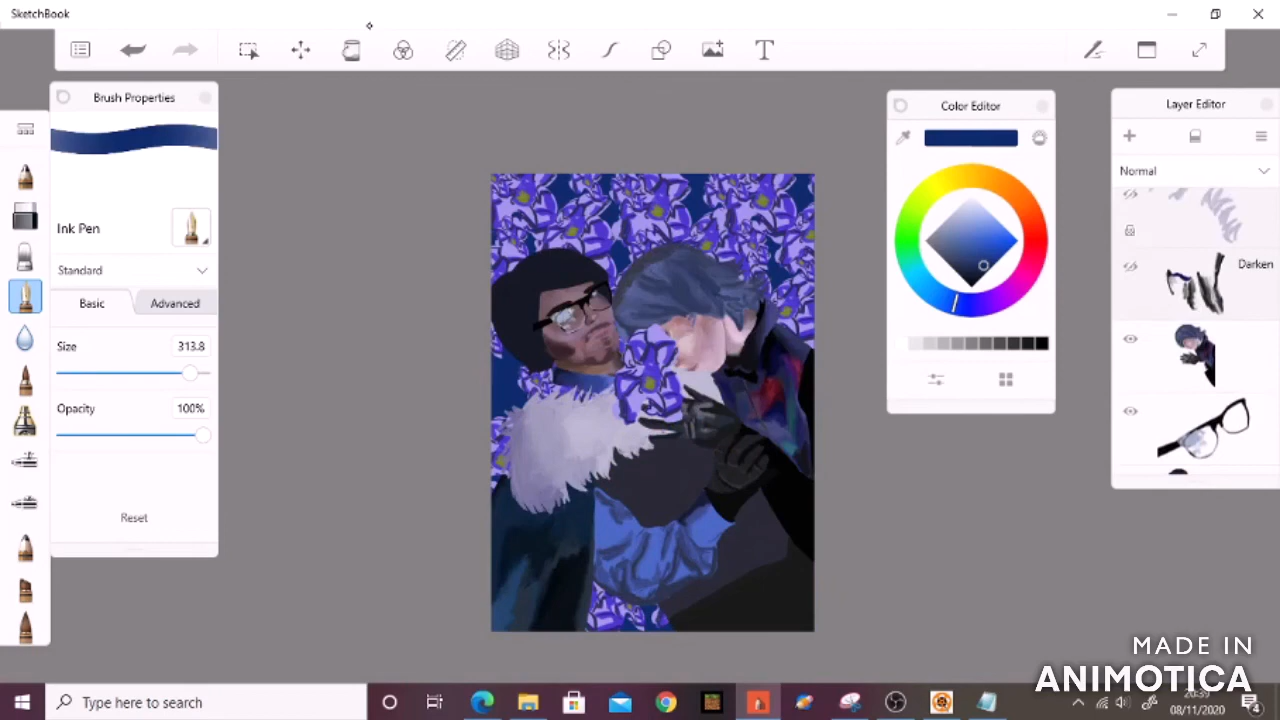 SketchBook
Brush Properties
Ink Pen
Standard
Basic
Advanced
Size
313.8
Opacity
100%
Reset
Color Editor
Layer Editor
Normal
Darken
MADE IN
ANIMOTICA
Type here to search
08/11/2020
4